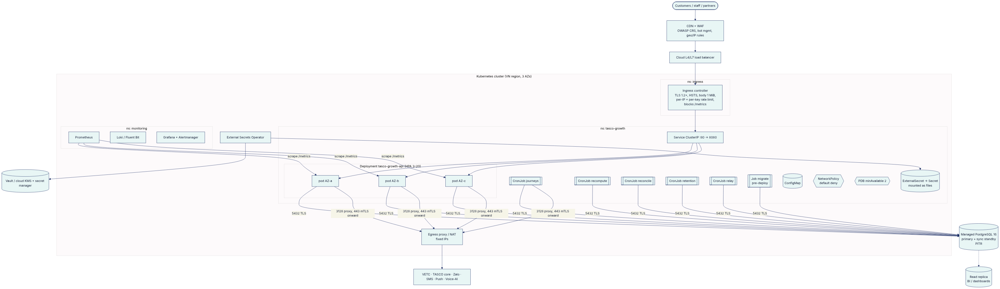 Customers / staff / partners
CDN + WAF
OWASP CRS, bot mgmt,
geo/IP rules
Cloud L4/L7 load balancer
Kubernetes cluster (VN region, 3 AZs)
ns: ingress
Ingress controller
TLS 1.2+, HSTS, body 1 MiB,
per-IP + per-key rate limit,
blocks /metrics
ns: monitoring
ns: tasco-growth
Prometheus
Loki / Fluent Bit
Grafana + Alertmanager
External Secrets Operator
Service ClusterIP :80 → 8080
scrape /metrics
scrape /metrics
scrape /metrics
Deployment tasco-growth-api (HPA 3–20)
Vault / cloud KMS + secret
manager
pod AZ-a
pod AZ-b
pod AZ-c
CronJob journeys
CronJob recompute
CronJob reconcile
CronJob retention
CronJob relay
Job migrate
pre-deploy
ConfigMap
NetworkPolicy
default deny
PDB minAvailable 2
ExternalSecret → Secret
mounted as files
5432 TLS
3128 proxy, 443 mTLS
onward
5432 TLS
3128 proxy, 443 mTLS
onward
5432 TLS
3128 proxy, 443 mTLS
onward
5432 TLS
3128 proxy, 443 mTLS
onward
5432 TLS
5432 TLS
5432 TLS
5432 TLS
5432 TLS
Egress proxy / NAT
fixed IPs
Managed PostgreSQL 16
primary + sync standby
PITR
VETC · TASCO core · Zalo ·
SMS · Push · Voice-AI
Read replica
BI / dashboards